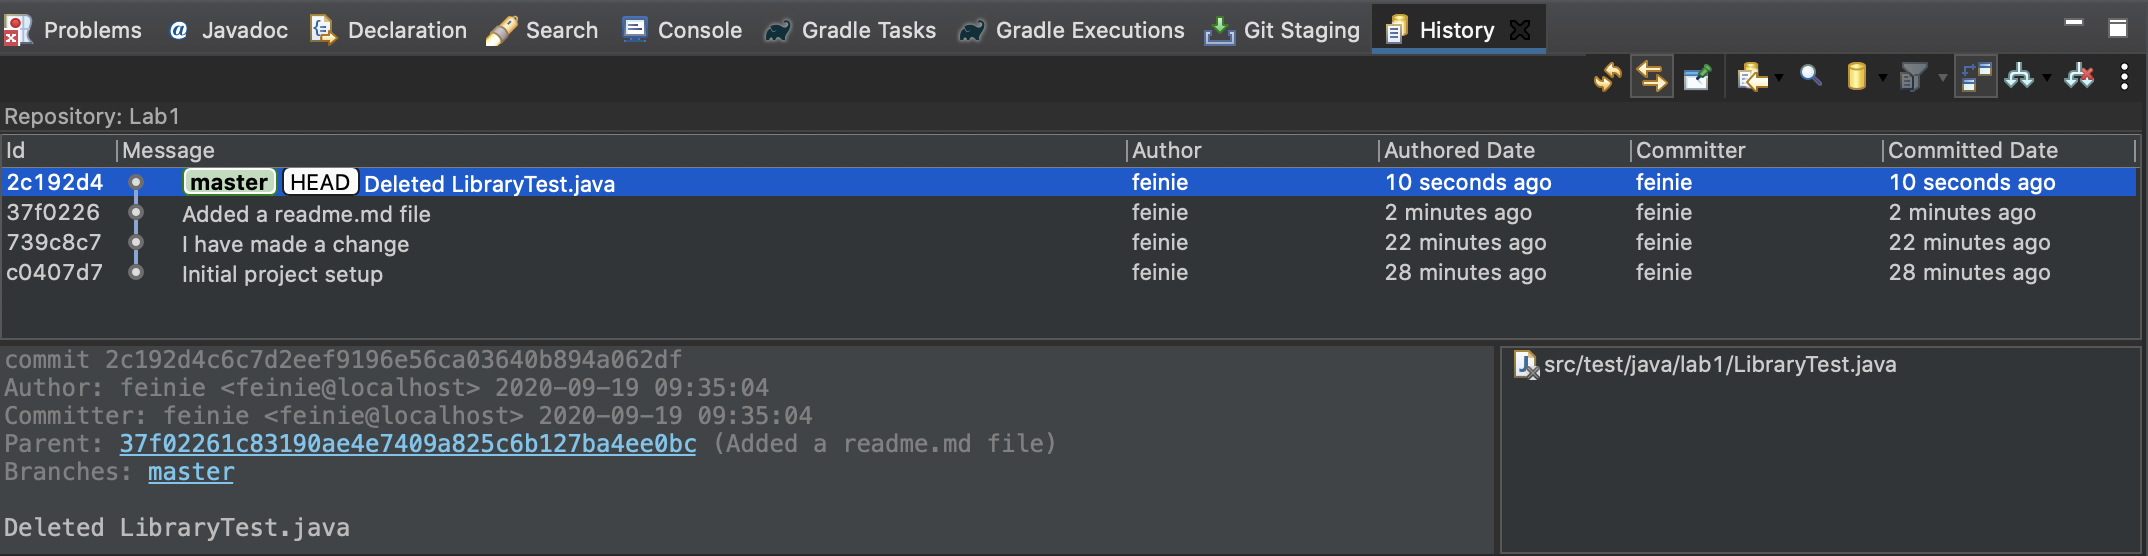 Problems @ Javadoc Declaration Search Console Gradle Tasks Gradle Executions Git Staging History
Repository: Lab1
Id Message Author Authored Date Committer Committed Date
2c192d4 master HEAD Deleted LibraryTest.java feinie 10 seconds ago feinie 10 seconds ago
37f0226 Added a readme.md file feinie 2 minutes ago feinie 2 minutes ago
739c8c7 I have made a change feinie 22 minutes ago feinie 22 minutes ago
c0407d7 Initial project setup feinie 28 minutes ago feinie 28 minutes ago
commit 2c192d4c6c7d2eef9196e56ca03640b894a062df
Author: feinie <feinie@localhost> 2020-09-19 09:35:04
Committer: feinie <feinie@localhost> 2020-09-19 09:35:04
Parent: 37f02261c83190ae4e7409a825c6b127ba4ee0bc (Added a readme.md file)
Branches: master
Deleted LibraryTest.java
src/test/java/lab1/LibraryTest.java